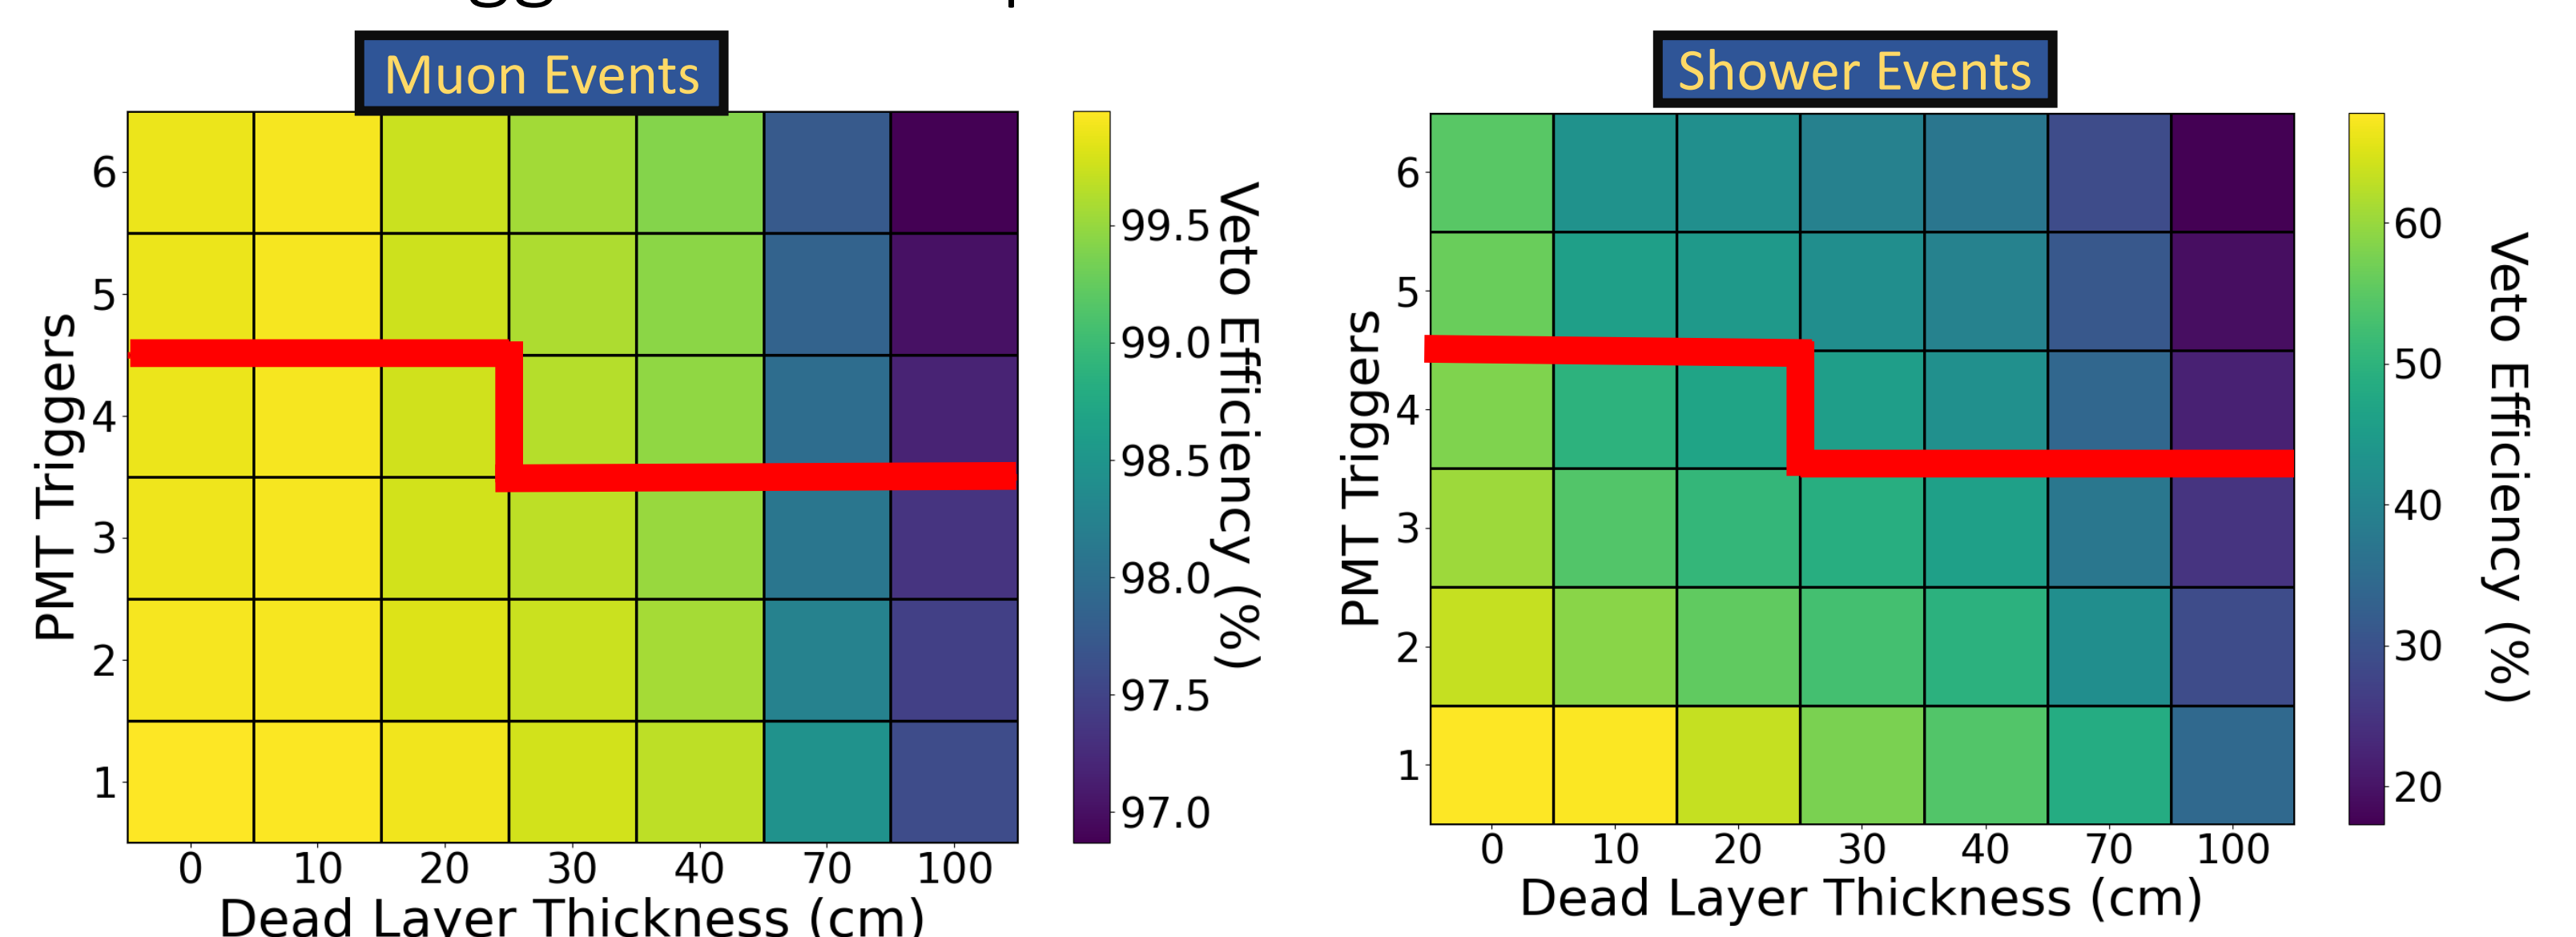 Muon Events
6
5
4
3
2
1
PMT Triggers
0 10 20 30 40 70 100
Dead Layer Thickness (cm)
99.5
99.0
98.5
98.0
97.5
97.0
Veto Efficiency (%)
Shower Events
6
5
4
3
2
1
PMT Triggers
0 10 20 30 40 70 100
Dead Layer Thickness (cm)
60
50
40
30
20
Veto Efficiency (%)